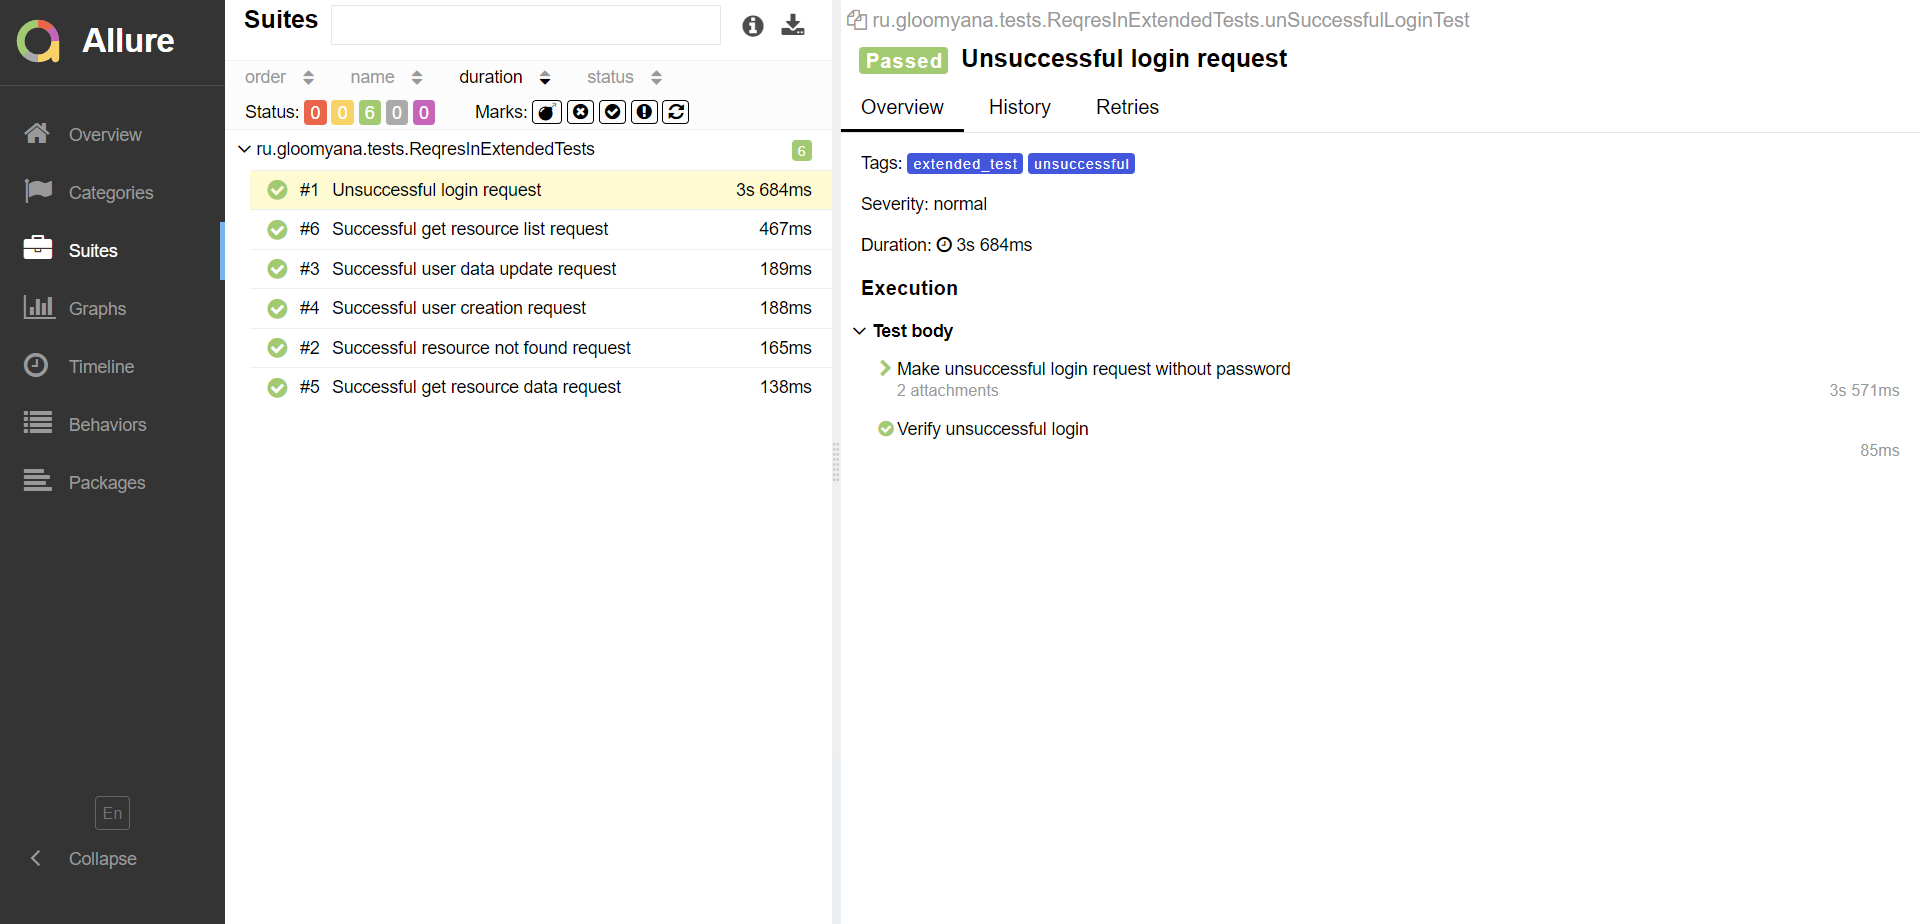 Allure
Overview
Categories
Suites
Graphs
Timeline
Behaviors
Packages
En
Collapse
Suites
order name duration status
Status: 0 0 6 0 0 Marks:
ru.gloomyana.tests.ReqresInExtendedTests 6
#1 Unsuccessful login request 3s 684ms
#6 Successful get resource list request 467ms
#3 Successful user data update request 189ms
#4 Successful user creation request 188ms
#2 Successful resource not found request 165ms
#5 Successful get resource data request 138ms
ru.gloomyana.tests.ReqresInExtendedTests.unSuccessfulLoginTest
Passed Unsuccessful login request
Overview History Retries
Tags: extended_test unsuccessful
Severity: normal
Duration: 3s 684ms
Execution
Test body
Make unsuccessful login request without password
2 attachments 3s 571ms
Verify unsuccessful login
85ms